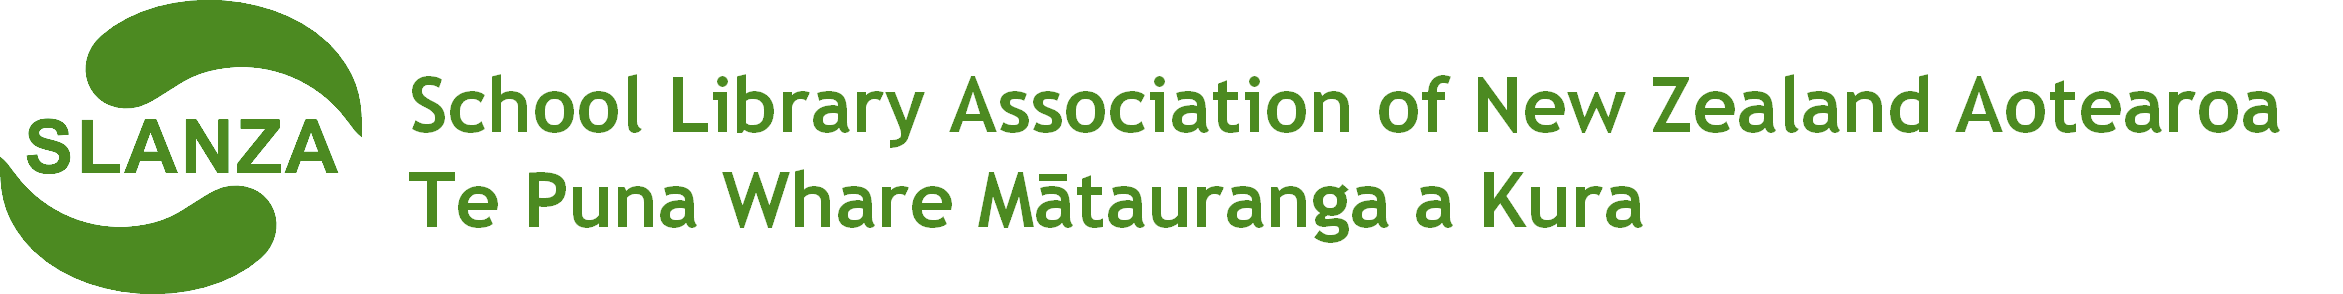 SLANZA
School Library Association of New Zealand Aotearoa
Te Puna Whare Mātauranga a Kura